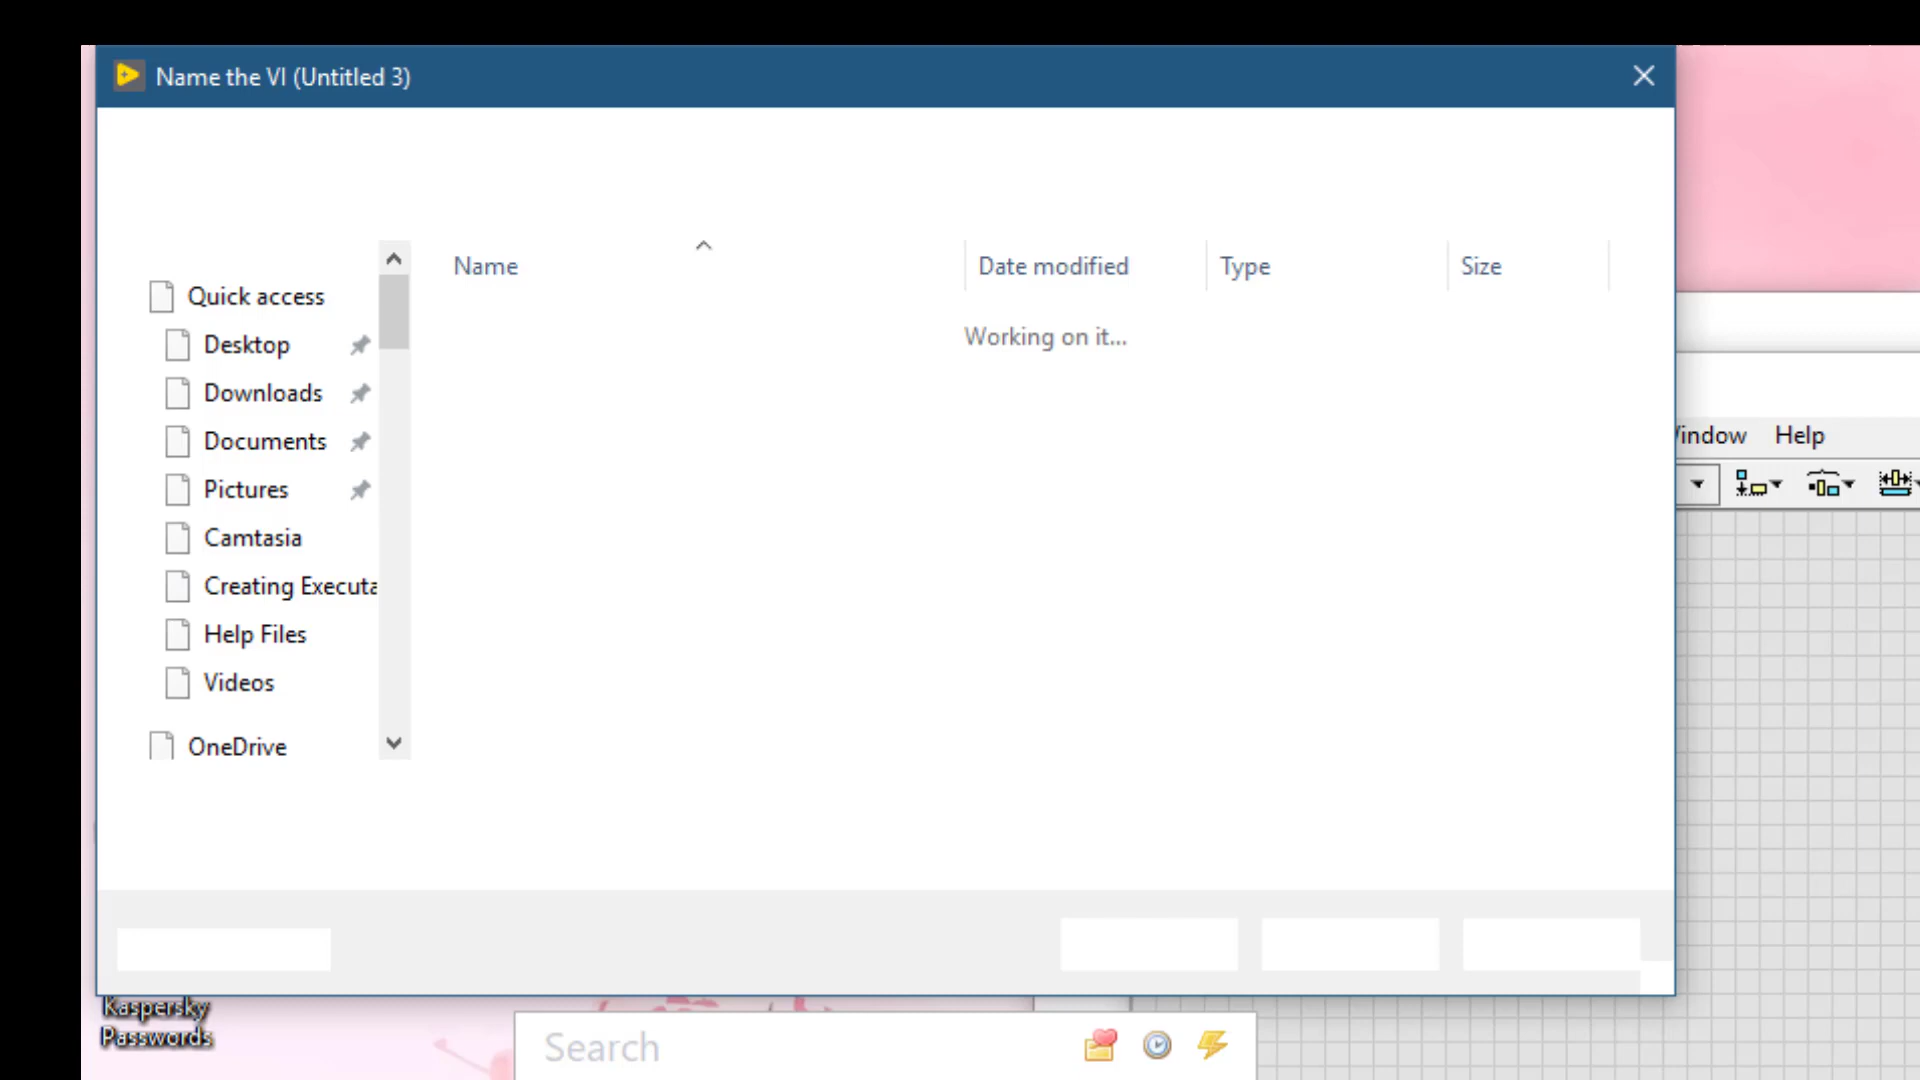 Name the VI (Untitled 3)
Name
Date modified
Type
Size
Working on it...
Quick access
Desktop
Downloads
Documents
Pictures
Camtasia
Creating Executa
Help Files
Videos
OneDrive
Window Help
Kaspersky
Passwords
Search